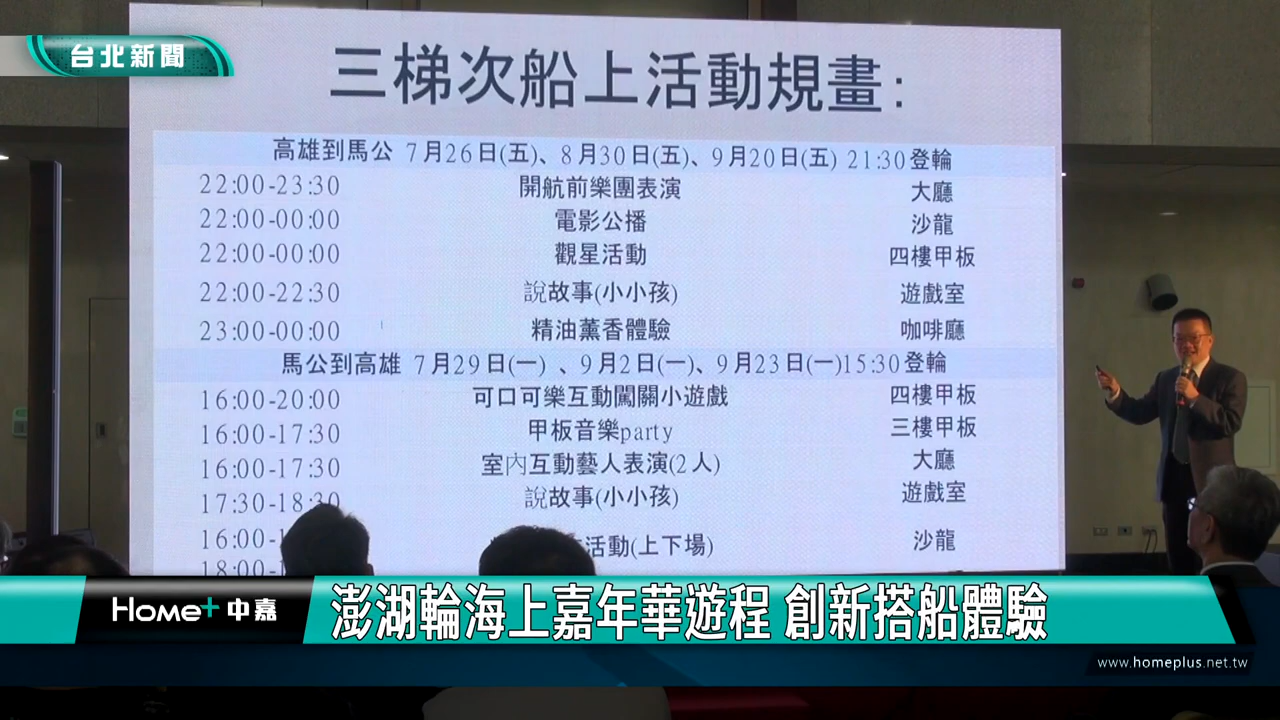 台北新聞
三梯次船上活動規畫:
高雄到馬公 7月26日(五)、8月30日(五)、9月20日(五) 21:30登輪
22:00-23:30 開航前樂團表演 大廳
22:00-00:00 電影公播 沙龍
22:00-00:00 觀星活動 四樓甲板
22:00-22:30 說故事(小小孩) 遊戲室
23:00-00:00 精油薰香體驗 咖啡廳
馬公到高雄 7月29日(一) 、9月2日(一)、9月23日(一)15:30登輪
16:00-20:00 可口可樂互動闖關小遊戲 四樓甲板
16:00-17:30 甲板音樂party 三樓甲板
16:00-17:30 室內互動藝人表演(2人) 大廳
17:30-18:30 說故事(小小孩) 遊戲室
16:00-1 活動(上下場) 沙龍
18:00-1
Home+中嘉
澎湖輪海上嘉年華遊程 創新搭船體驗
www.homeplus.net.tw